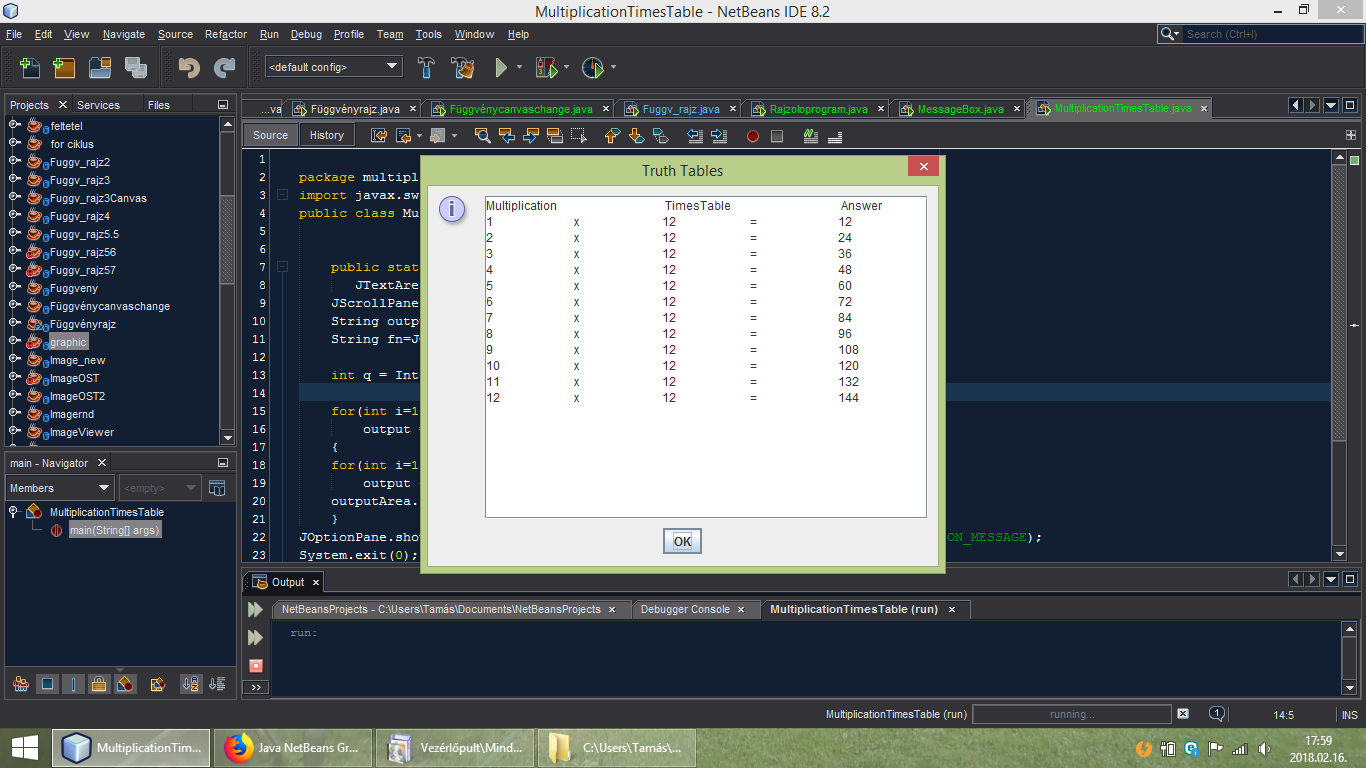 MultiplicationTimesTable - NetBeans IDE 8.2
File Edit View Navigate Source Refactor Run Debug Profile Team Tools Window Help
Search (Ctrl+I)
<default config>
Projects Services Files
feltetel
for ciklus
Fuggv_rajz2
Fuggv_rajz3
Fuggv_rajz3Canvas
Fuggv_rajz4
Fuggv_rajz5.5
Fuggv_rajz56
Fuggv_rajz57
Fuggveny
Függvénycanvaschange
Függvényrajz
graphic
Image_new
ImageOST
ImageOST2
Imagernd
ImageViewer
main - Navigator
Members <empty>
MultiplicationTimesTable
main(String[] args)
...va Függvényrajz.java Függvénycanvaschange.java Fuggv_rajz.java Rajzoloprogram.java MessageBox.java MultiplicationTimesTable.java
Source History
1
2 package multipl
3 import javax.sw
4 public class Mu
5
6
7 public stat
8 JTextArea
9 JScrollPane
10 String outp
11 String fn=J
12
13 int q = Int
14
15 for(int i=1
16 output
17 {
18 for(int i=1
19 output
20 outputArea.
21 }
22 JOptionPane.show ON_MESSAGE);
23 System.exit(0);
Truth Tables
Multiplication TimesTable Answer
1 x 12 = 12
2 x 12 = 24
3 x 12 = 36
4 x 12 = 48
5 x 12 = 60
6 x 12 = 72
7 x 12 = 84
8 x 12 = 96
9 x 12 = 108
10 x 12 = 120
11 x 12 = 132
12 x 12 = 144
OK
Output
NetBeansProjects - C:\Users\Tamás\Documents\NetBeansProjects Debugger Console MultiplicationTimesTable (run)
run:
MultiplicationTimesTable (run) running... 1 14:5 INS
MultiplicationTim... Java NetBeans Gr... Vezérlőpult\Mind... C:\Users\Tamás\...
17:59
2018.02.16.